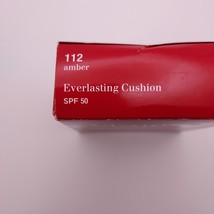 112
amber
Everlasting Cushion
SPF 50